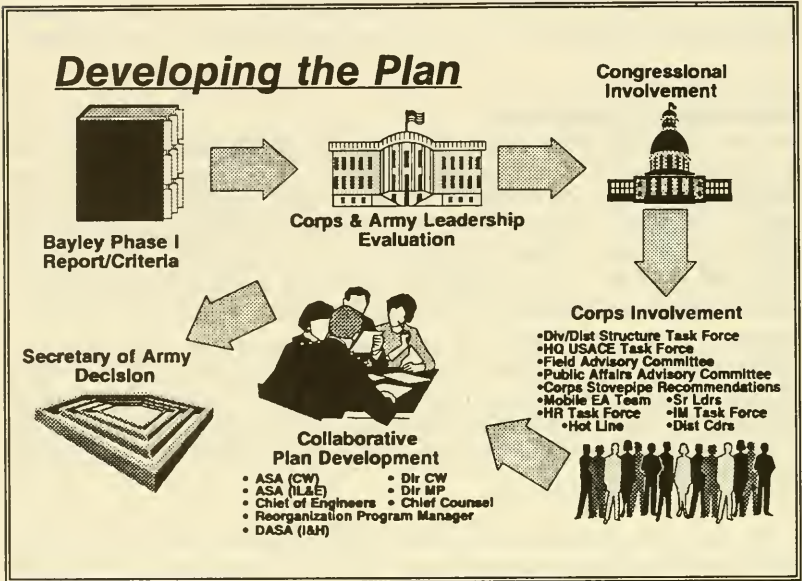 Developing the Plan
Bayley Phase I
Report/Criteria
Corps & Army Leadership
Evaluation
Congressional
Involvement
Corps Involvement
•Div/Dist Structure Task Force
•HQ USACE Task Force
•Field Advisory Committee
•Public Affairs Advisory Committee
•Corps Stovepipe Recommendations
•Mobile EA Team •Sr Ldrs
•HR Task Force •IM Task Force
•Hot Line •Dist Cdrs
Collaborative
Plan Development
• ASA (CW) • Dir CW
• ASA (IL&E) • Dir MP
• Chief of Engineers • Chief Counsel
• Reorganization Program Manager
• DASA (I&H)
Secretary of Army
Decision